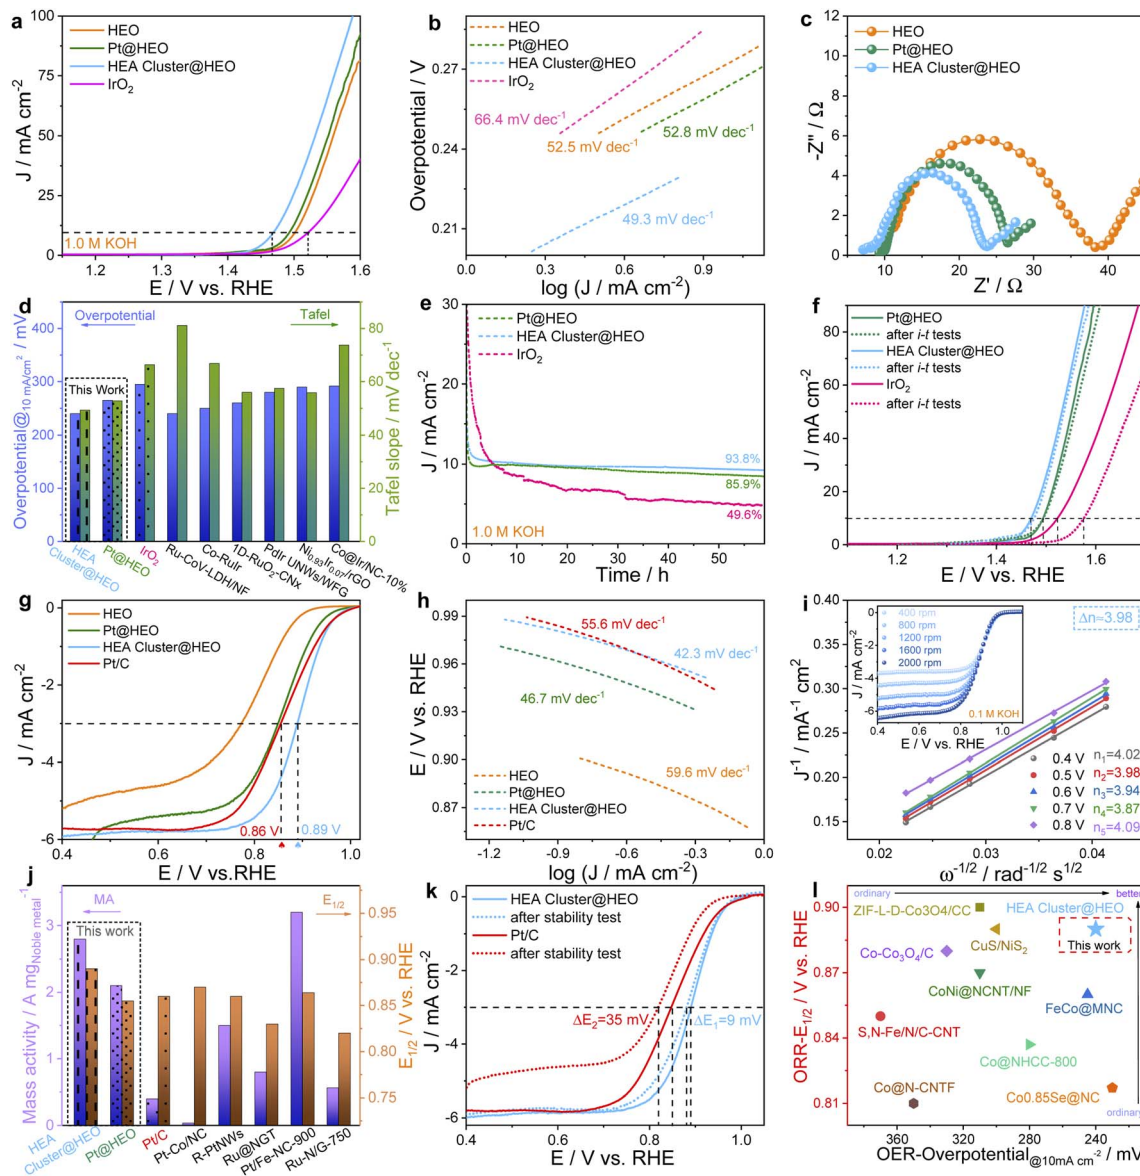 a
HEO
Pt@HEO
HEA Cluster@HEO
IrO₂
1.0 M KOH
J / mA cm⁻²
100
75
50
25
0
1.2
1.3
1.4
1.5
1.6
E / V vs. RHE
b
HEO
Pt@HEO
HEA Cluster@HEO
IrO₂
66.4 mV dec⁻¹
52.5 mV dec⁻¹
52.8 mV dec⁻¹
49.3 mV dec⁻¹
Overpotential / V
0.27
0.24
0.21
0.0
0.3
0.6
0.9
log (J / mA cm⁻²)
c
HEO
Pt@HEO
HEA Cluster@HEO
-Z'' / Ω
12
10
8
6
4
2
0
10
20
30
40
Z' / Ω
d
Overpotential
Tafel
This Work
Overpotential@10 mA/cm² / mV
400
350
300
250
200
150
100
50
0
Tafel slope / mV dec⁻¹
80
60
40
20
0
HEA
Cluster@HEO
Pt@HEO
IrO₂
Ru-CoV-LDH/NF
Co-RuIr
1D-RuO₂-CNx
PdIr UNWs/WFG
Ni₀.₉₃Ir₀.₀₇/rGO
Co@Ir/NC-10%
e
Pt@HEO
HEA Cluster@HEO
IrO₂
93.8%
85.9%
49.6%
1.0 M KOH
J / mA cm⁻²
30
25
20
15
10
5
0
0
10
20
30
40
50
Time / h
f
Pt@HEO
after i-t tests
HEA Cluster@HEO
after i-t tests
IrO₂
after i-t tests
J / mA cm⁻²
80
60
40
20
0
1.2
1.4
1.6
E / V vs. RHE
g
HEO
Pt@HEO
HEA Cluster@HEO
Pt/C
0.86 V
0.89 V
J / mA cm⁻²
0
-2
-4
-6
0.4
0.6
0.8
1.0
E / V vs.RHE
h
55.6 mV dec⁻¹
42.3 mV dec⁻¹
46.7 mV dec⁻¹
59.6 mV dec⁻¹
HEO
Pt@HEO
HEA Cluster@HEO
Pt/C
E / V vs. RHE
0.99
0.96
0.93
0.90
0.87
-1.2
-0.9
-0.6
-0.3
0.0
log (J / mA cm⁻²)
i
400 rpm
800 rpm
1200 rpm
1600 rpm
2000 rpm
J / mA cm⁻²
0
-2
-4
-6
0.4
0.6
0.8
1.0
E / V vs. RHE
0.1 M KOH
Δn=3.98
0.4 V n₁=4.02
0.5 V n₂=3.98
0.6 V n₃=3.94
0.7 V n₄=3.87
0.8 V n₅=4.09
J⁻¹ / mA⁻¹ cm²
0.40
0.35
0.30
0.25
0.20
0.15
0.02
0.03
0.04
ω⁻¹/² / rad⁻¹/² s¹/²
j
MA
E₁/₂
This work
Mass activity / A mg Noble metal⁻¹
3
2
1
0
E₁/₂ / V vs. RHE
0.95
0.90
0.85
0.80
0.75
HEA
Cluster@HEO
Pt@HEO
Pt/C
Pt-Co/NC
R-PtNWs
Ru@NGT
Pt/Fe-NC-900
Ru-N/G-750
k
HEA Cluster@HEO
after stability test
Pt/C
after stability test
ΔE₂=35 mV
ΔE₁=9 mV
J / mA cm⁻²
0
-2
-4
-6
0.4
0.5
0.6
0.7
0.8
0.9
1.0
E / V vs. RHE
l
ordinary
better
ZIF-L-D-Co3O4/CC
HEA Cluster@HEO
This work
CuS/NiS₂
Co-Co₃O₄/C
CoNi@NCNT/NF
FeCo@MNC
S,N-Fe/N/C-CNT
Co@NHCC-800
Co@N-CNTF
Co0.85Se@NC
ordinary
ORR-E₁/₂ / V vs. RHE
0.90
0.87
0.84
0.81
360
320
280
240
OER-Overpotential@10mA cm⁻² / mV